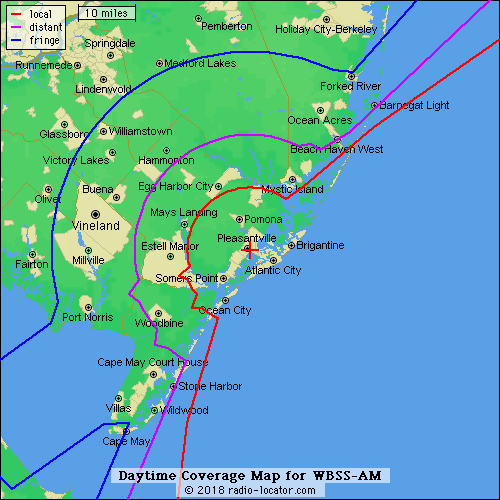 local
distant
fringe
10 miles
Pemberton
Holiday City-Berkeley
Springdale
Runnemede
Medford Lakes
Forked River
Lindenwold
Barnegat Light
Ocean Acres
Glassboro
Williamstown
Beach Haven West
Victory Lakes
Hammonton
Mystic Island
Egg Harbor City
Buena
Olivet
Mays Landing
Pomona
Vineland
Pleasantville
Brigantine
Estell Manor
Millville
Fairton
Atlantic City
Somers Point
Ocean City
Port Norris
Woodbine
Cape May Court House
Stone Harbor
Villas
Wildwood
Cape May
Daytime Coverage Map for WBSS-AM
© 2018 radio-locator.com